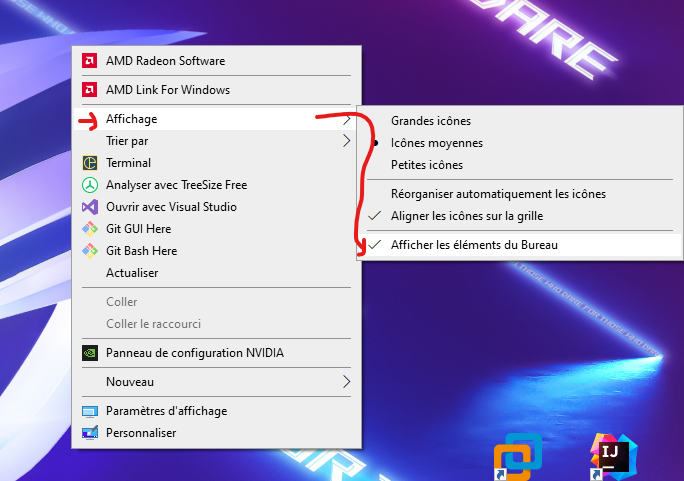 DARE
AMD Radeon Software
AMD Link For Windows
Affichage
Trier par
Terminal
Analyser avec TreeSize Free
Ouvrir avec Visual Studio
Git GUI Here
Git Bash Here
Actualiser
Coller
Coller le raccourci
Panneau de configuration NVIDIA
Nouveau
Paramètres d'affichage
Personnaliser
Grandes icônes
Icônes moyennes
Petites icônes
Réorganiser automatiquement les icônes
Aligner les icônes sur la grille
Afficher les éléments du Bureau
IJ